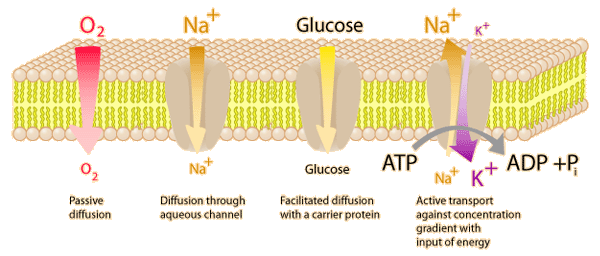 O2 Na+ Glucose Na+ K+
ATP ADP +Pi
O2 Na+ Glucose Na+ K+
Passive
diffusion
Diffusion through
aqueous channel
Facilitated diffusion
with a carrier protein
Active transport
against concentration
gradient with
input of energy